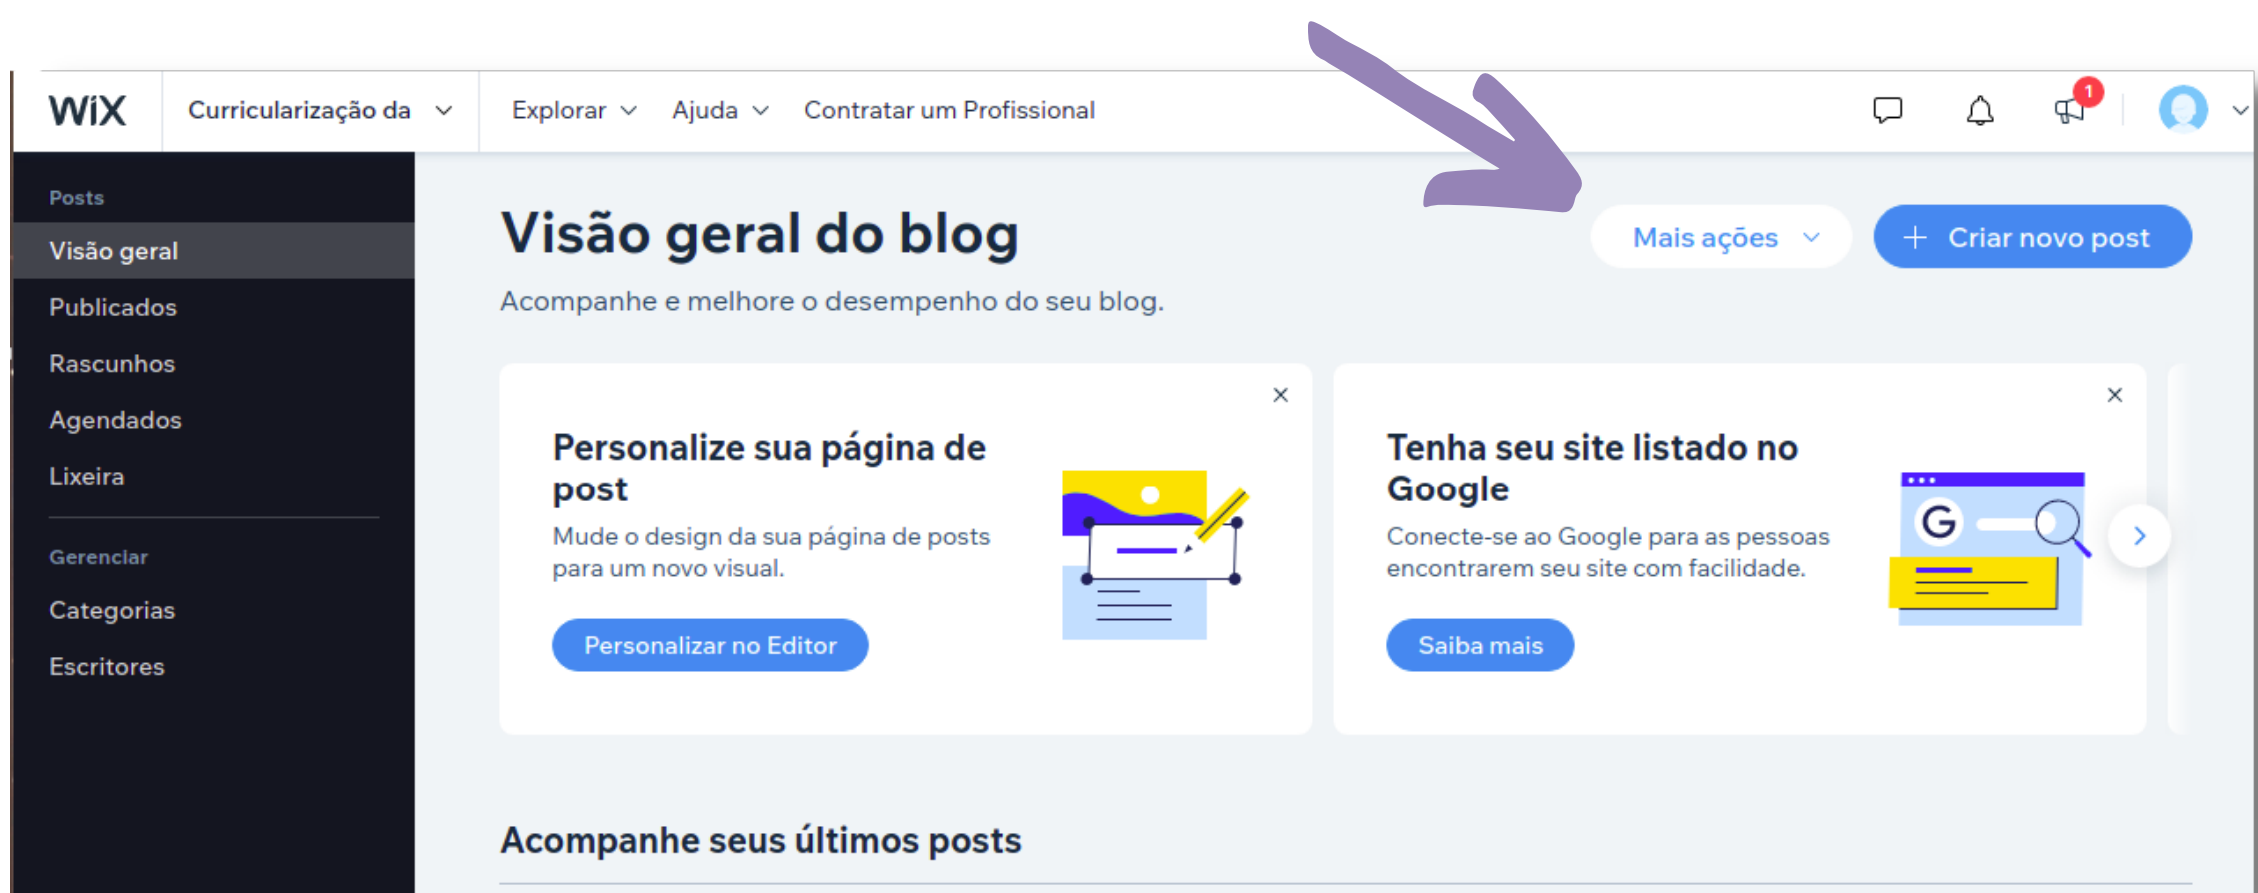 WiX
Curricularização da
Explorar
Ajuda
Contratar um Profissional
1
Posts
Visão geral
Publicados
Rascunhos
Agendados
Lixeira
Gerenciar
Categorias
Escritores
Visão geral do blog
Mais ações
+ Criar novo post
Acompanhe e melhore o desempenho do seu blog.
Personalize sua página de
post
Mude o design da sua página de posts
para um novo visual.
Personalizar no Editor
Tenha seu site listado no
Google
Conecte-se ao Google para as pessoas
encontrarem seu site com facilidade.
Saiba mais
G
Acompanhe seus últimos posts